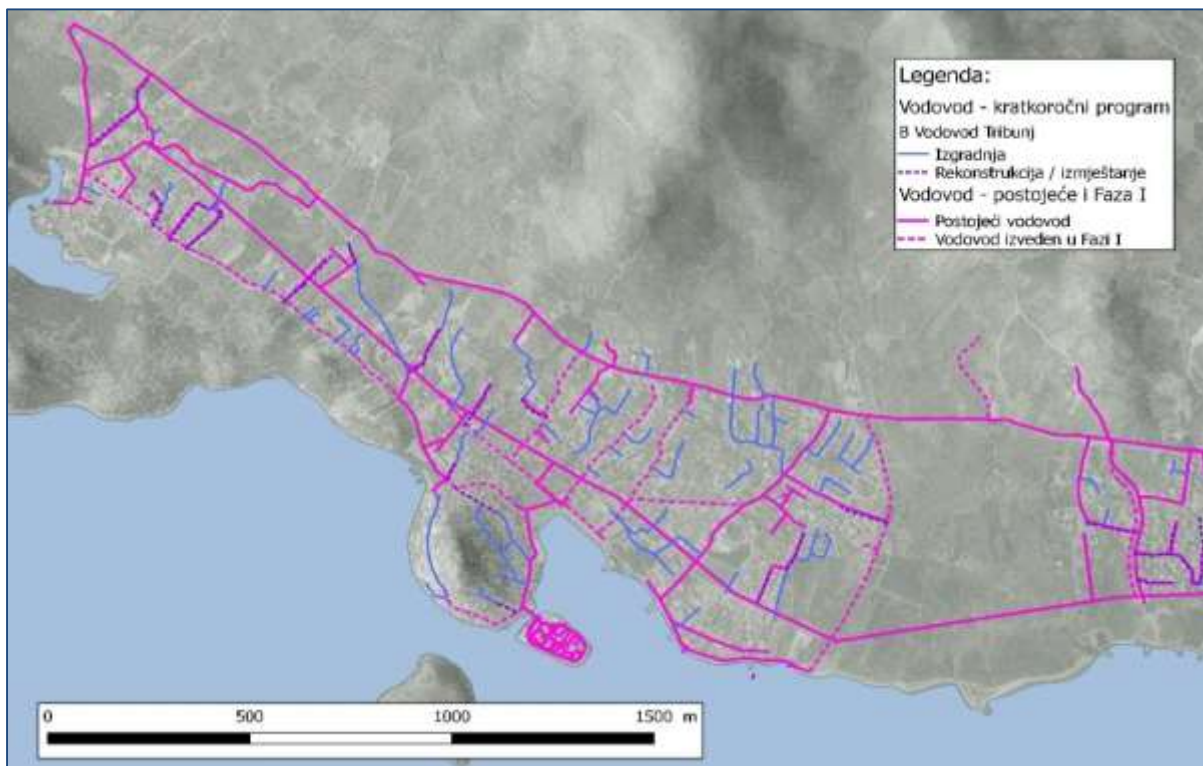 Legenda:
Vodovod - kratkoročni program
B Vodovod Tribunj
Izgradnja
Rekonstrukcija / izmještanje
Vodovod - postojeće i Faza I
Postojeći vodovod
Vodovod izveden u Fazi I
0 500 1000 1500 m